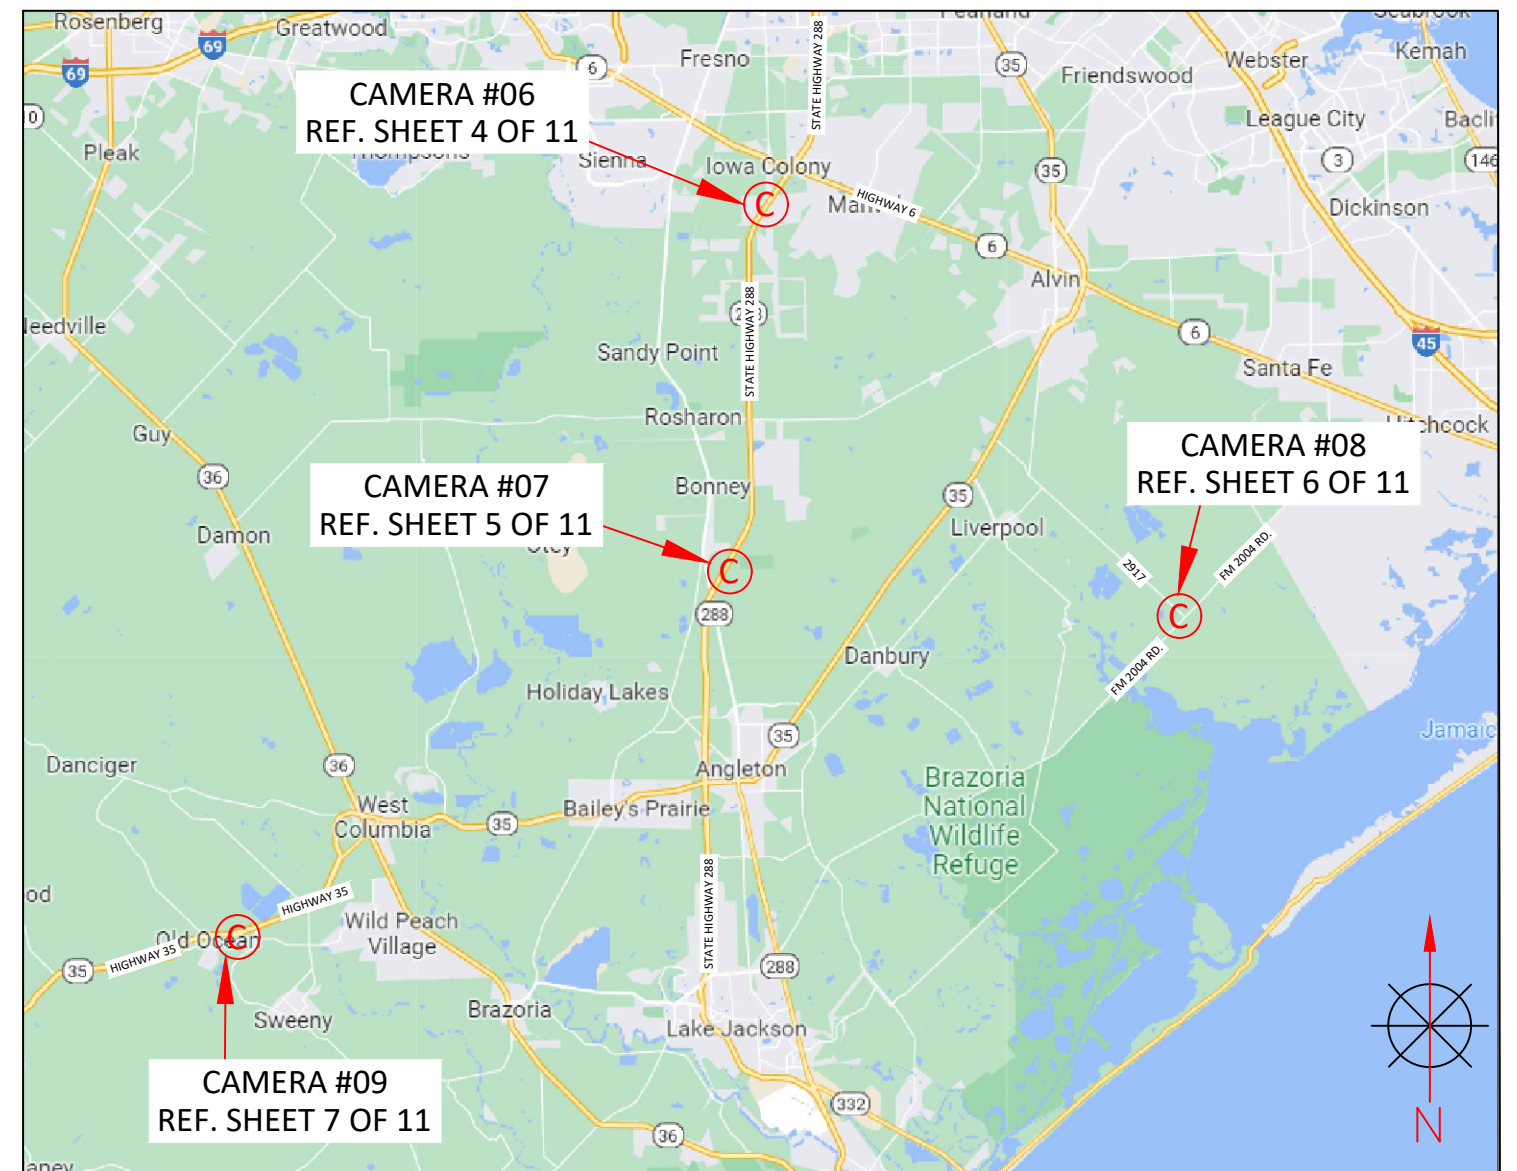 Rosenberg
Greatwood
69
69
6
Fresno
STATE HIGHWAY 288
Pearland
35
Friendswood
Webster
Seabrook
Kemah
CAMERA #06
REF. SHEET 4 OF 11
Pleak
Thompsons
Sienna
Iowa Colony
C
HIGHWAY 6
35
League City
3
146
Dickinson
6
Alvin
6
45
Santa Fe
Hitchcock
STATE HIGHWAY 288
Sandy Point
Rosharon
Guy
36
Damon
CAMERA #07
REF. SHEET 5 OF 11
Bonney
C
288
35
Liverpool
CAMERA #08
REF. SHEET 6 OF 11
2917
FM 2004 RD.
C
FM 2004 RD.
Danbury
Holiday Lakes
35
Angleton
Danciger
36
West
Columbia
35
Bailey's Prairie
Brazoria
National
Wildlife
Refuge
Jamaic
od
HIGHWAY 35
Wild Peach
Village
STATE HIGHWAY 288
Old Ocean
C
HIGHWAY 35
35
Sweeny
Brazoria
288
Lake Jackson
CAMERA #09
REF. SHEET 7 OF 11
36
332
N